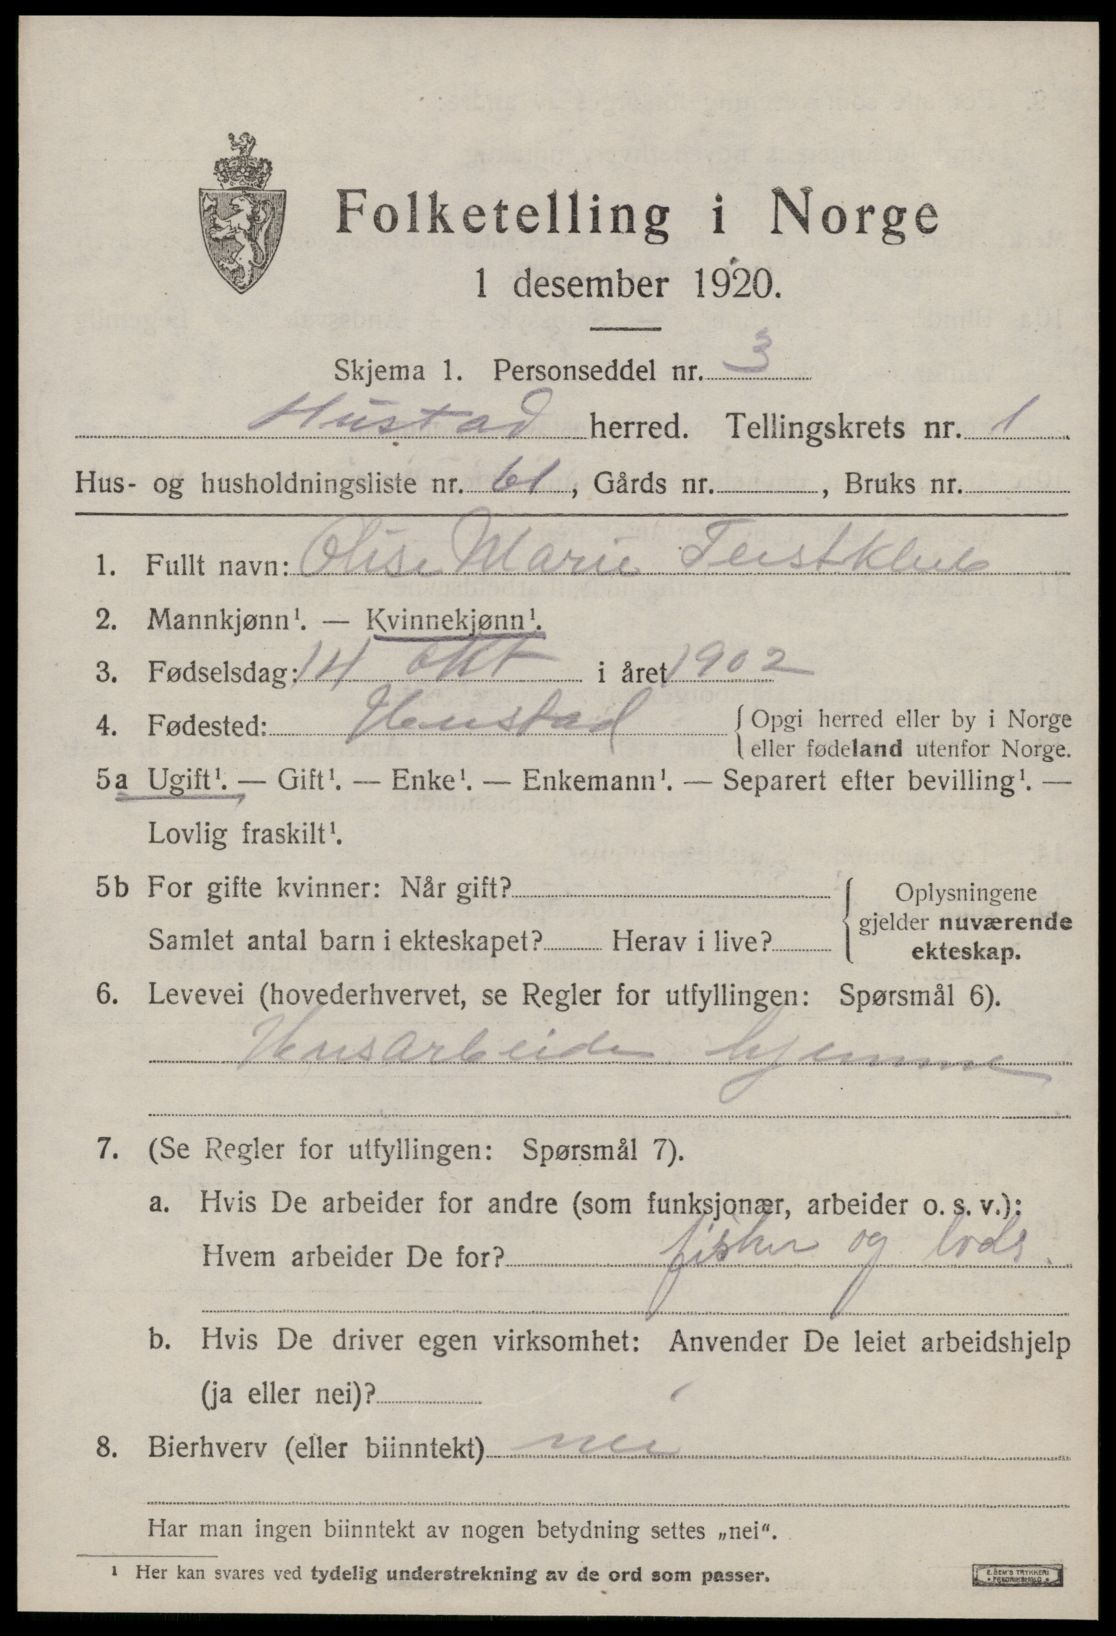 Folketelling i Norge
1 desember 1920.
Skjema 1. Personseddel nr. 3
Hustad herred. Tellingskrets nr. 1
Hus- og husholdningsliste nr. 61, Gårds nr. , Bruks nr.
1. Fullt navn: Olise Marie
2. Mannkjønn¹. — Kvinnekjønn¹.
3. Fødselsdag: 14 okt i året 1902
4. Fødested: Hustad { Opgi herred eller by i Norge
eller fødeland utenfor Norge.
5a Ugift¹. — Gift¹. — Enke¹. — Enkemann¹. — Separert efter bevilling¹. —
Lovlig fraskilt¹.
5b For gifte kvinner: Når gift? { Oplysningene
gjelder nuværende
ekteskap.
Samlet antal barn i ekteskapet? Herav i live?
6. Levevei (hovederhvervet, se Regler for utfyllingen: Spørsmål 6).
Husarbeide hjemme
7. (Se Regler for utfyllingen: Spørsmål 7).
a. Hvis De arbeider for andre (som funksjonær, arbeider o. s. v.):
Hvem arbeider De for? fisker og lods
b. Hvis De driver egen virksomhet: Anvender De leiet arbeidshjelp
(ja eller nei)?
8. Bierhverv (eller biinntekt) nei
Har man ingen biinntekt av nogen betydning settes „nei“.
¹ Her kan svares ved tydelig understrekning av de ord som passer.
E. SEM'S TRYKKERI
FREDRIKSHALD